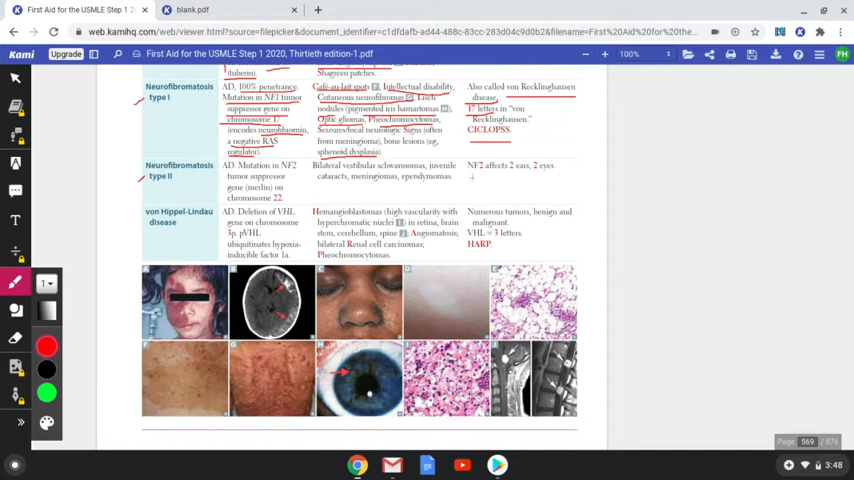 First Aid for the USMLE Step 1
blank.pdf
web.kamihq.com/web/viewer.html?source=filepicker&document_identifier=c1dfdafb-ad44-488c-83cc-283d04c9d0b2&filename=First%20Aid%20for%20the...
Kami
Upgrade
First Aid for the USMLE Step 1 2020, Thirtieth edition-1.pdf
100%
FH
(tuberin).
Shagreen patches.
Neurofibromatosis
type I
AD, 100% penetrance.
Mutation in NF1 tumor
suppressor gene on
chromosome 17
(encodes neurofibromin,
a negative RAS
regulator).
Café-au-lait spots F, Intellectual disability,
Cutaneous neurofibromas G, Lisch
nodules (pigmented iris hamartomas H),
Optic gliomas, Pheochromocytomas,
Seizures/focal neurologic Signs (often
from meningioma), bone lesions (eg,
sphenoid dysplasia).
Also called von Recklinghausen
disease.
17 letters in "von
Recklinghausen."
CICLOPSS.
Neurofibromatosis
type II
AD. Mutation in NF2
tumor suppressor
gene (merlin) on
chromosome 22.
Bilateral vestibular schwannomas, juvenile
cataracts, meningiomas, ependymomas.
NF2 affects 2 ears, 2 eyes.
von Hippel-Lindau
disease
AD. Deletion of VHL
gene on chromosome
3p. pVHL
ubiquitinates hypoxia-
inducible factor 1a.
Hemangioblastomas (high vascularity with
hyperchromatic nuclei I) in retina, brain
stem, cerebellum, spine J; Angiomatosis;
bilateral Renal cell carcinomas;
Pheochromocytomas.
Numerous tumors, benign and
malignant.
VHL = 3 letters.
HARP.
A
B
C
D
E
F
G
H
I
J
T
1
Page 569 / 876
3:48